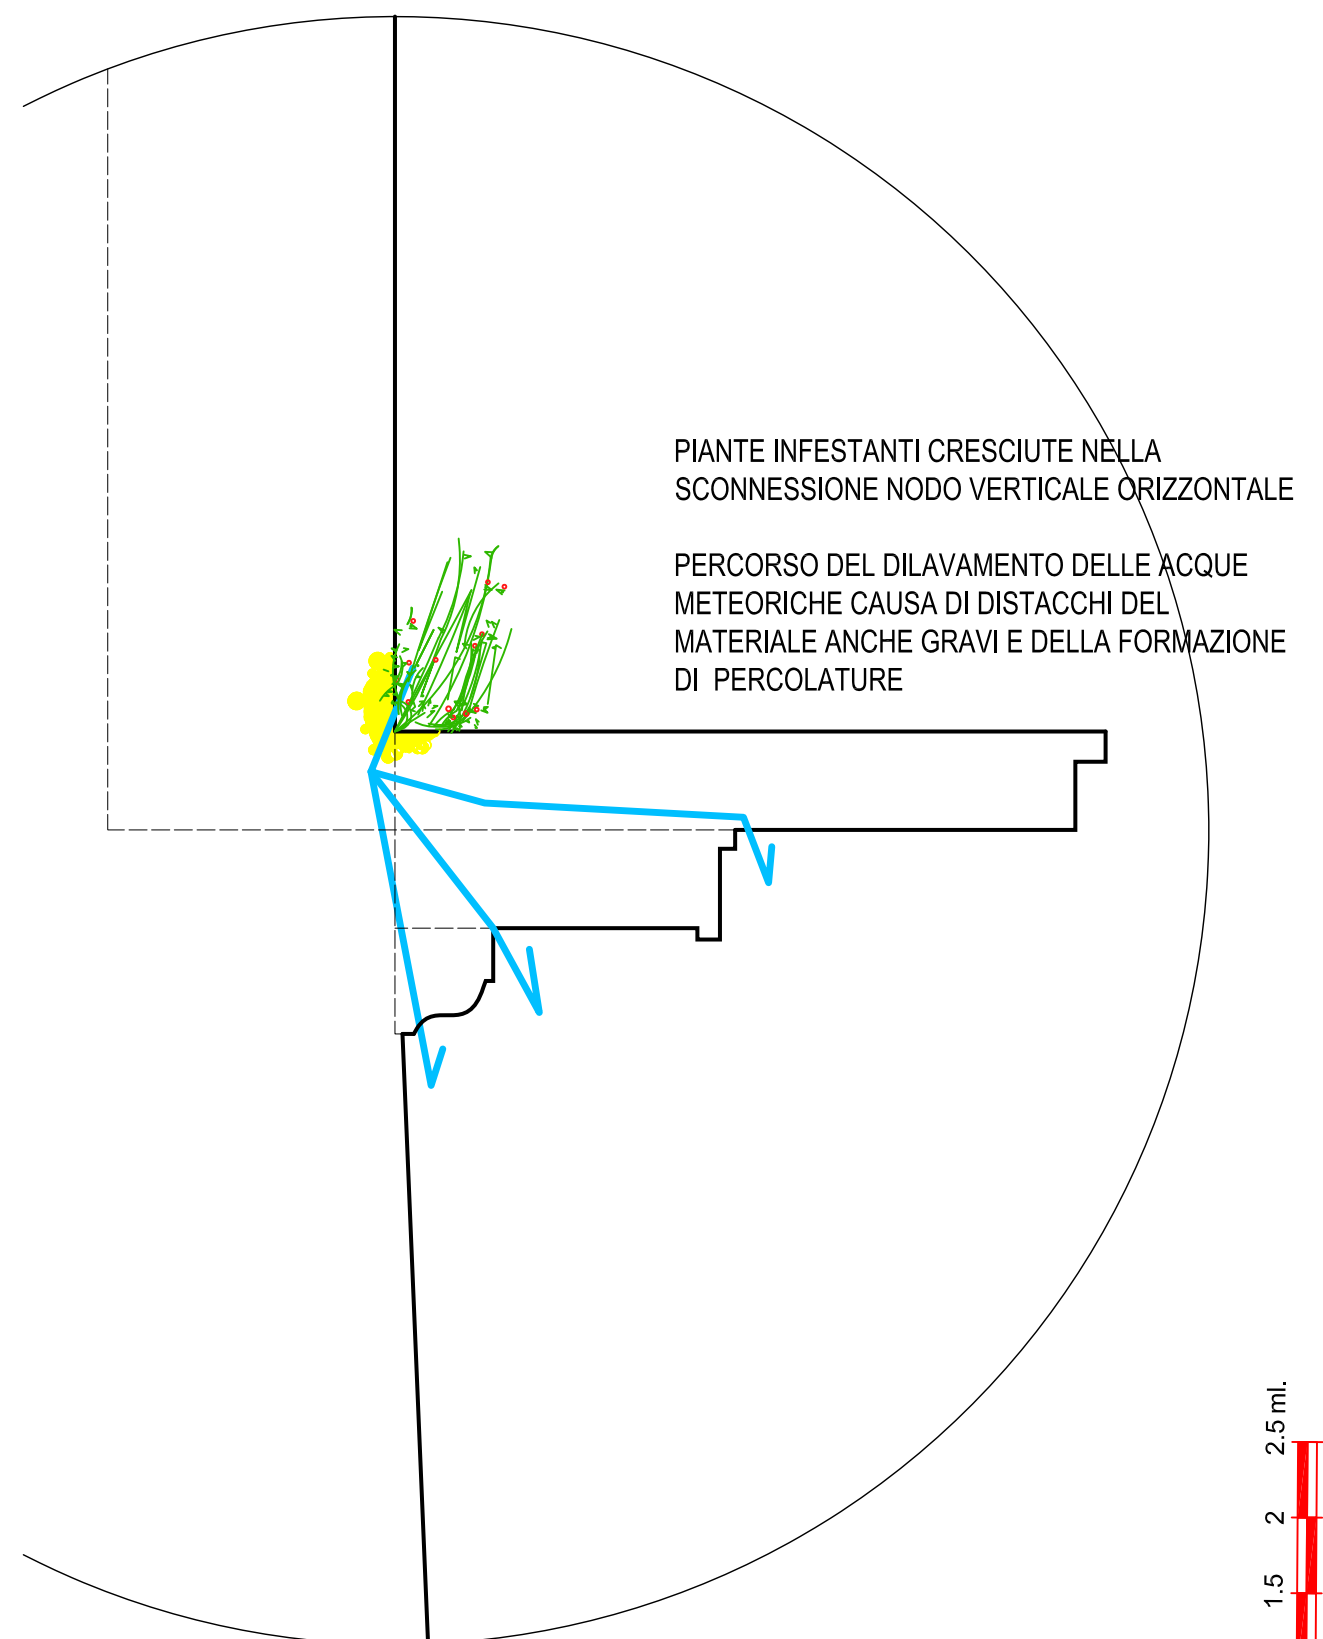 PIANTE INFESTANTI CRESCIUTE NELLA
SCONNESSIONE NODO VERTICALE ORIZZONTALE
PERCORSO DEL DILAVAMENTO DELLE ACQUE
METEORICHE CAUSA DI DISTACCHI DEL
MATERIALE ANCHE GRAVI E DELLA FORMAZIONE
DI PERCOLATURE
2.5 ml.
2
1.5